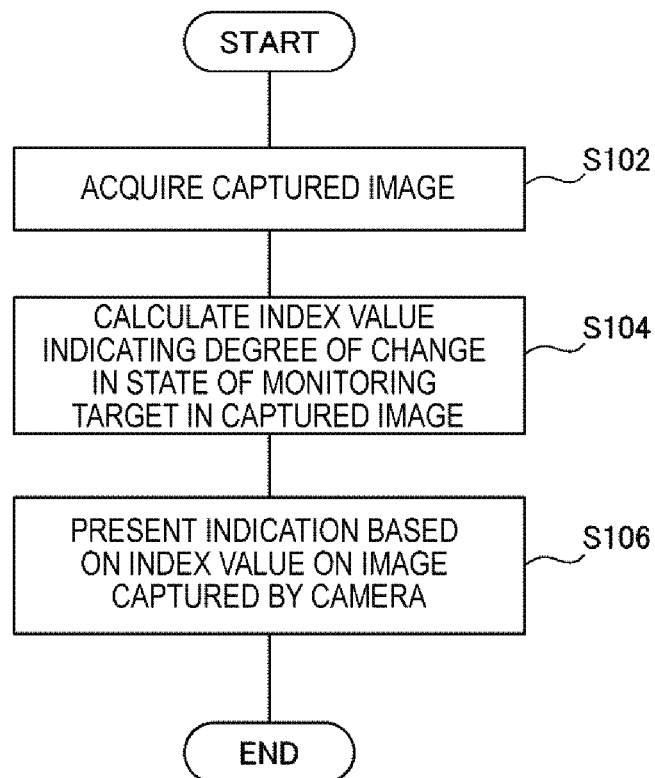 START
ACQUIRE CAPTURED IMAGE
S102
CALCULATE INDEX VALUE
INDICATING DEGREE OF CHANGE
IN STATE OF MONITORING
TARGET IN CAPTURED IMAGE
S104
PRESENT INDICATION BASED
ON INDEX VALUE ON IMAGE
CAPTURED BY CAMERA
S106
END